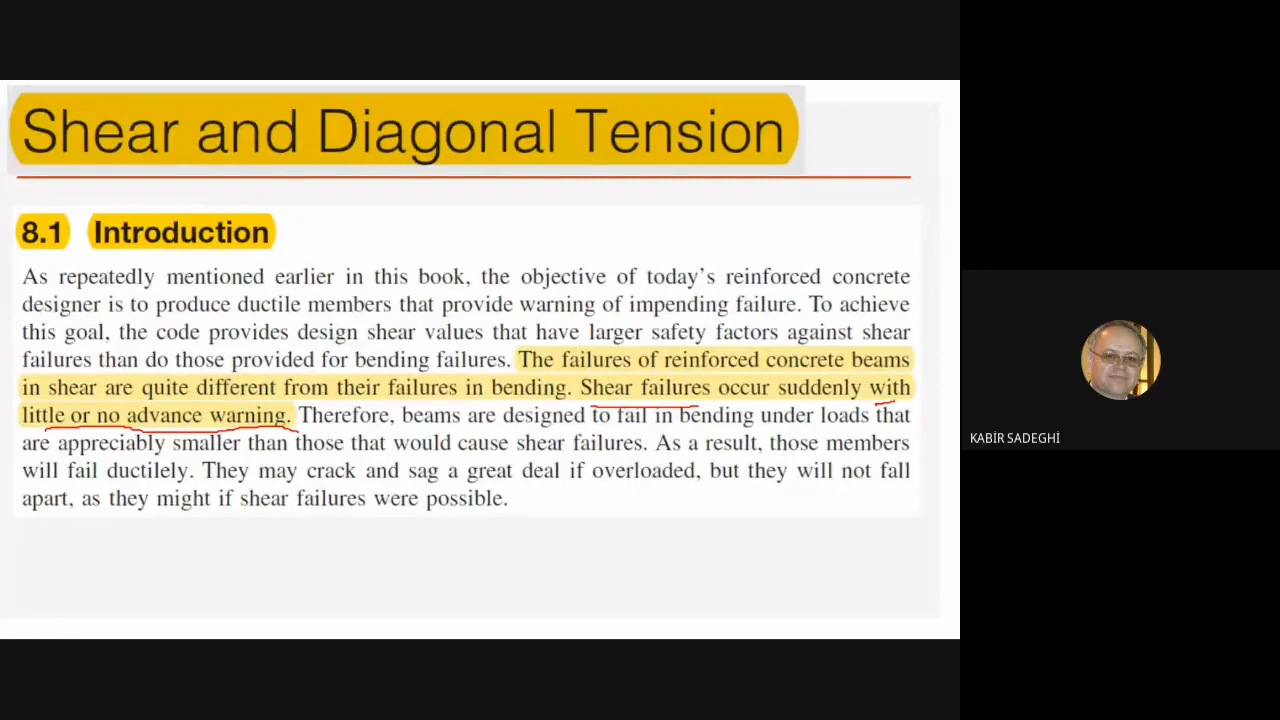 Shear and Diagonal Tension
8.1 Introduction
As repeatedly mentioned earlier in this book, the objective of today's reinforced concrete
designer is to produce ductile members that provide warning of impending failure. To achieve
this goal, the code provides design shear values that have larger safety factors against shear
failures than do those provided for bending failures. The failures of reinforced concrete beams
in shear are quite different from their failures in bending. Shear failures occur suddenly with
little or no advance warning. Therefore, beams are designed to fail in bending under loads that
are appreciably smaller than those that would cause shear failures. As a result, those members
will fail ductilely. They may crack and sag a great deal if overloaded, but they will not fall
apart, as they might if shear failures were possible.
KABİR SADEGHİ